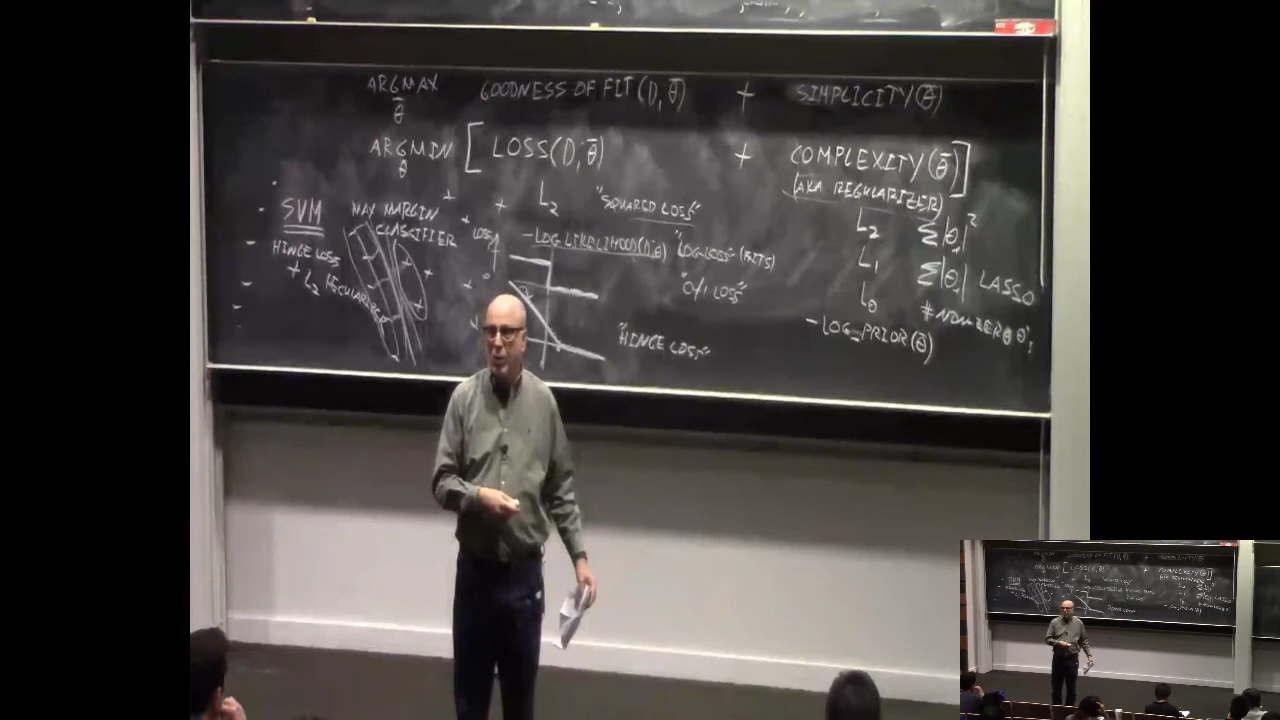 ARGMAX θ GOODNESS OF FIT (D, θ) + SIMPLICITY (θ)
ARGMIN θ [ LOSS (D, θ) + COMPLEXITY (θ) ]
(AKA REGULARIZER)
SVM
HINGE LOSS
+ L2 REGULARIZER
MAX MARGIN
CLASSIFIER
L2 "SQUARED LOSS"
-LOG LIKELIHOOD (D; θ) "LOG LOSS" (BITS)
LOSS
"0/1 LOSS"
"HINGE LOSS"
L2 Σ|θi|²
L1 Σ|θi| LASSO
L0 # NONZERO θi
-LOG PRIOR (θ)